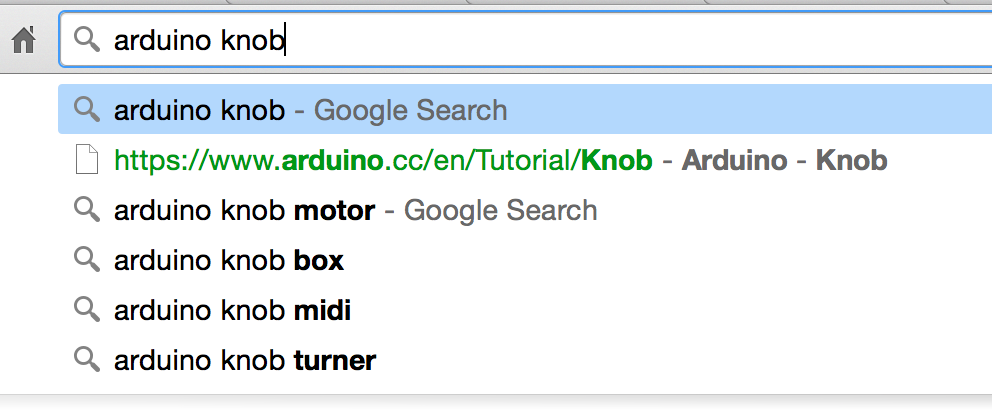 arduino knob
arduino knob - Google Search
https://www.arduino.cc/en/Tutorial/Knob - Arduino - Knob
arduino knob motor - Google Search
arduino knob box
arduino knob midi
arduino knob turner